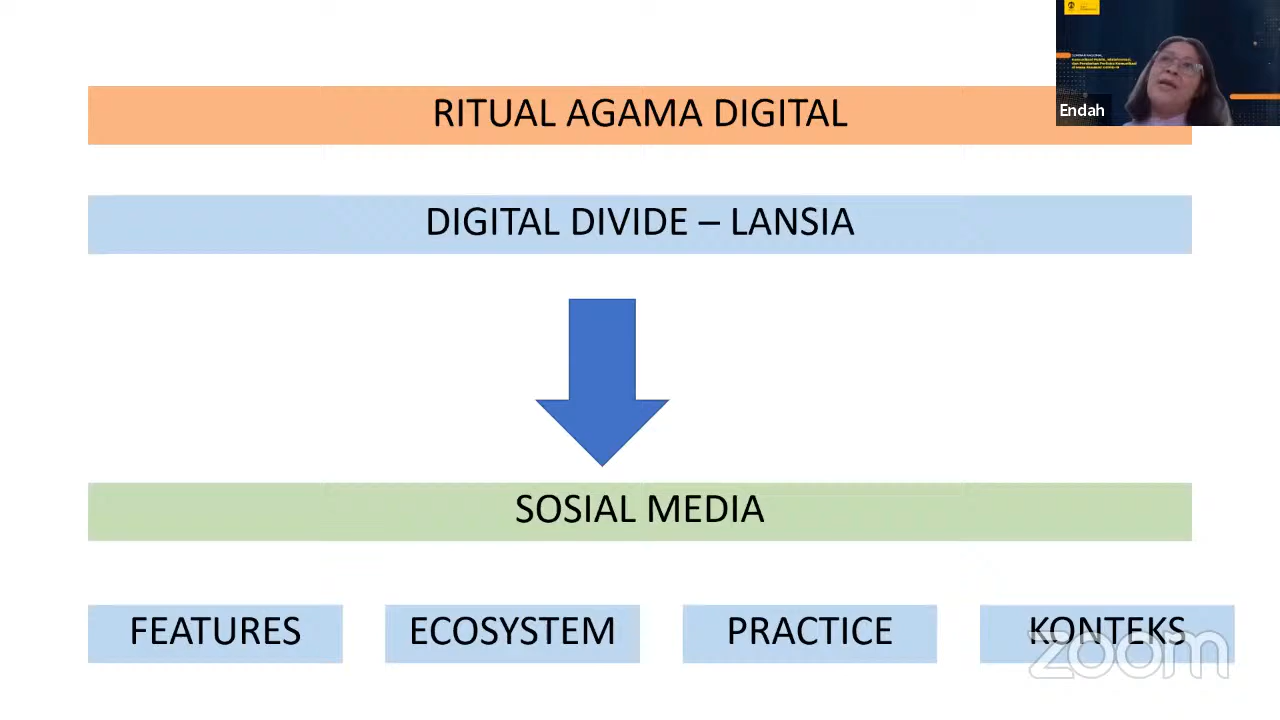 RITUAL AGAMA DIGITAL
Endah
DIGITAL DIVIDE – LANSIA
SOSIAL MEDIA
FEATURES
ECOSYSTEM
PRACTICE
KONTEKS
zoom